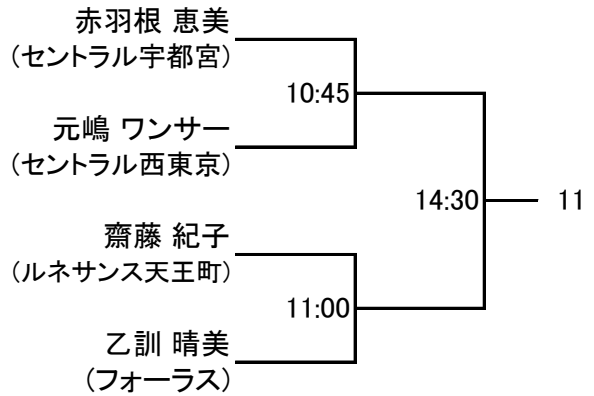 赤羽根 恵美
(セントラル宇都宮)
10:45
元嶋 ワンサー
(セントラル西東京)
14:30
11
齋藤 紀子
(ルネサンス天王町)
11:00
乙訓 晴美
(フォーラス)